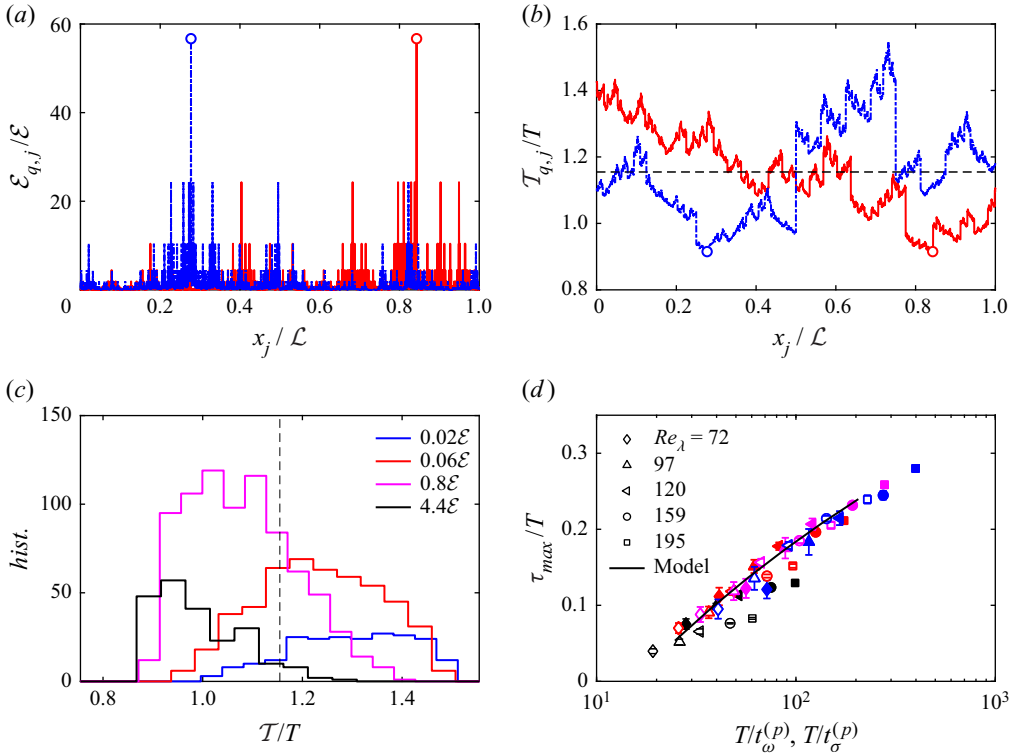 (a)
60
40
20
0
0.2
0.4
0.6
0.8
1.0
ℰq,j/ℰ
xj / ℒ
(b)
1.6
1.4
1.2
1.0
0.8
0
0.2
0.4
0.6
0.8
1.0
𝒯q,j/T
xj / ℒ
(c)
150
100
50
0
0.8
1.0
1.2
1.4
hist.
𝒯/T
0.02ℰ
0.06ℰ
0.8ℰ
4.4ℰ
(d)
0.4
0.3
0.2
0.1
0
10¹
10²
10³
τmax/T
T/tω(p), T/tσ(p)
Reλ = 72
97
120
159
195
Model